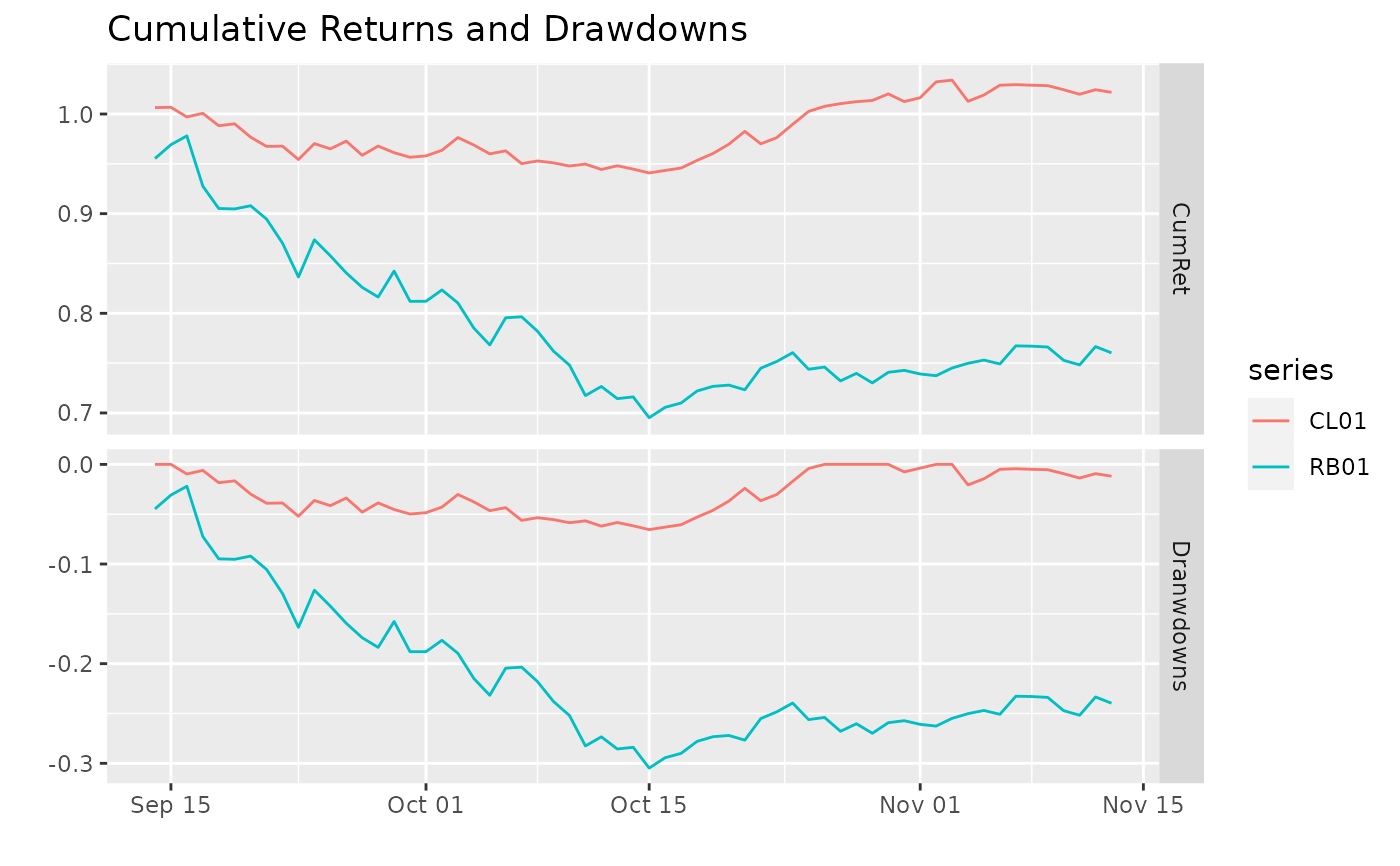 Cumulative Returns and Drawdowns
1.0
0.9
0.8
0.7
CumRet
0.0
-0.1
-0.2
-0.3
Dranwdowns
Sep 15
Oct 01
Oct 15
Nov 01
Nov 15
series
CL01
RB01